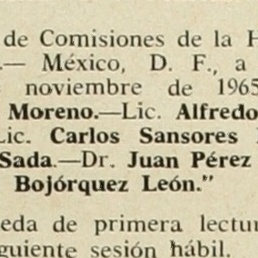 de Comisiones de la H
.— México, D. F., a
noviembre de 1965
Moreno.—Lic. Alfredo
Lic. Carlos Sansores
Sada.—Dr. Juan Pérez
Bojórquez León."
eda de primera lectur
guiente sesión hábil.